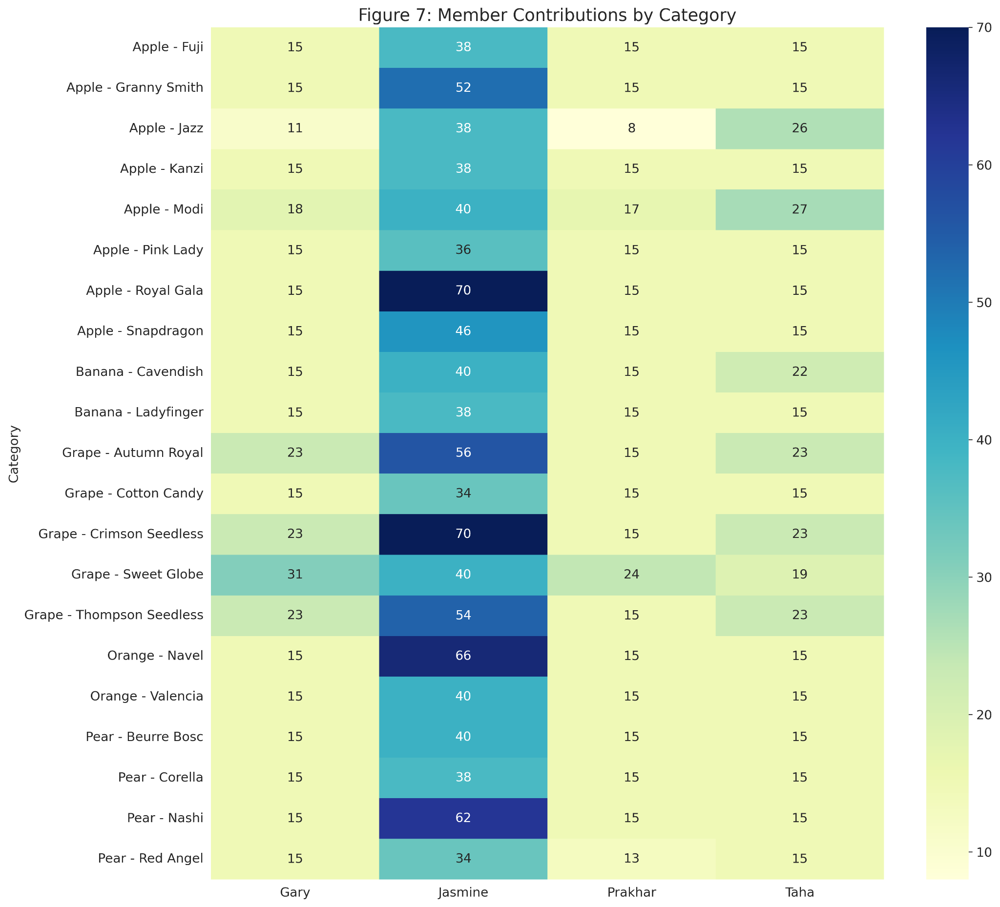 Figure 7: Member Contributions by Category
Category
Apple - Fuji 15 38 15 15
Apple - Granny Smith 15 52 15 15
Apple - Jazz 11 38 8 26
Apple - Kanzi 15 38 15 15
Apple - Modi 18 40 17 27
Apple - Pink Lady 15 36 15 15
Apple - Royal Gala 15 70 15 15
Apple - Snapdragon 15 46 15 15
Banana - Cavendish 15 40 15 22
Banana - Ladyfinger 15 38 15 15
Grape - Autumn Royal 23 56 15 23
Grape - Cotton Candy 15 34 15 15
Grape - Crimson Seedless 23 70 15 23
Grape - Sweet Globe 31 40 24 19
Grape - Thompson Seedless 23 54 15 23
Orange - Navel 15 66 15 15
Orange - Valencia 15 40 15 15
Pear - Beurre Bosc 15 40 15 15
Pear - Corella 15 38 15 15
Pear - Nashi 15 62 15 15
Pear - Red Angel 15 34 13 15
Gary Jasmine Prakhar Taha
70
60
50
40
30
20
10